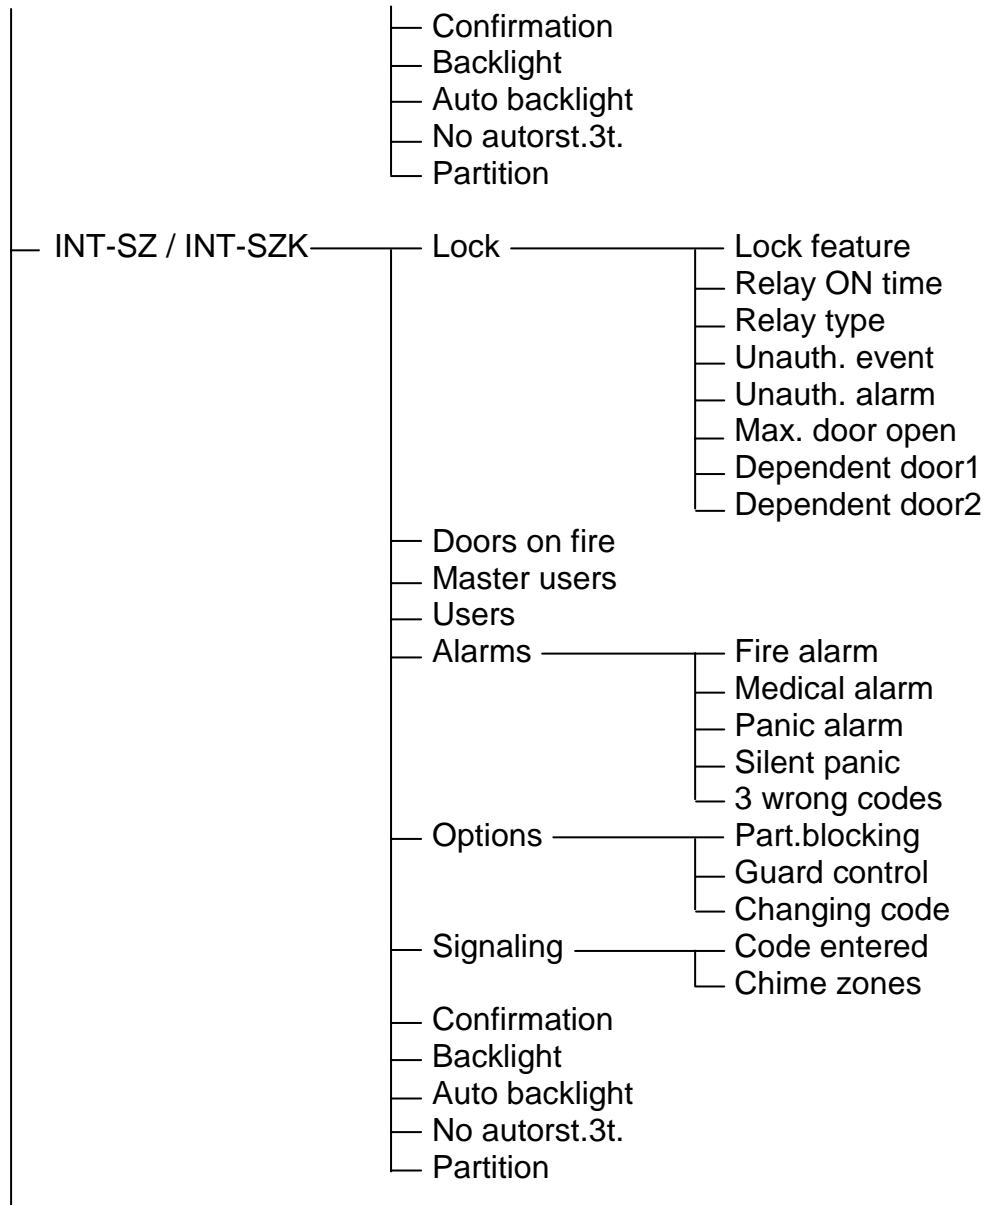 Confirmation
Backlight
Auto backlight
No autorst.3t.
Partition
INT-SZ / INT-SZK Lock Lock feature
Relay ON time
Relay type
Unauth. event
Unauth. alarm
Max. door open
Dependent door1
Dependent door2
Doors on fire
Master users
Users
Alarms Fire alarm
Medical alarm
Panic alarm
Silent panic
3 wrong codes
Options Part.blocking
Guard control
Changing code
Signaling Code entered
Chime zones
Confirmation
Backlight
Auto backlight
No autorst.3t.
Partition